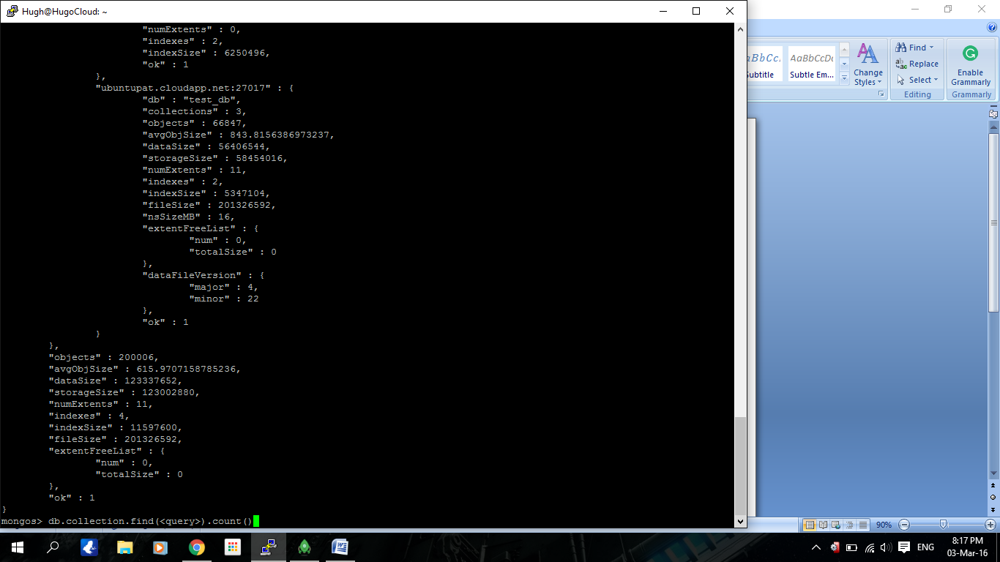 Hugh@HugoCloud: ~
"numExtents" : 0,
"indexes" : 2,
"indexSize" : 6250496,
"ok" : 1
},
"ubuntupat.cloudapp.net:27017" : {
"db" : "test_db",
"collections" : 3,
"objects" : 66847,
"avgObjSize" : 843.8156386973237,
"dataSize" : 56406544,
"storageSize" : 58454016,
"numExtents" : 11,
"indexes" : 2,
"indexSize" : 5347104,
"fileSize" : 201326592,
"nsSizeMB" : 16,
"extentFreeList" : {
"num" : 0,
"totalSize" : 0
},
"dataFileVersion" : {
"major" : 4,
"minor" : 22
},
"ok" : 1
}
},
"objects" : 200006,
"avgObjSize" : 615.9707158785236,
"dataSize" : 123337652,
"storageSize" : 123002880,
"numExtents" : 11,
"indexes" : 4,
"indexSize" : 11597600,
"fileSize" : 201326592,
"extentFreeList" : {
"num" : 0,
"totalSize" : 0
},
"ok" : 1
}
mongos> db.collection.find(<query>).count()
aBbCc. AaBbCcDc
Subtitle Subtle Em...
Change
Styles
Find
Replace
Select
Editing
Enable
Grammarly
Grammarly
90%
ENG
8:17 PM
03-Mar-16